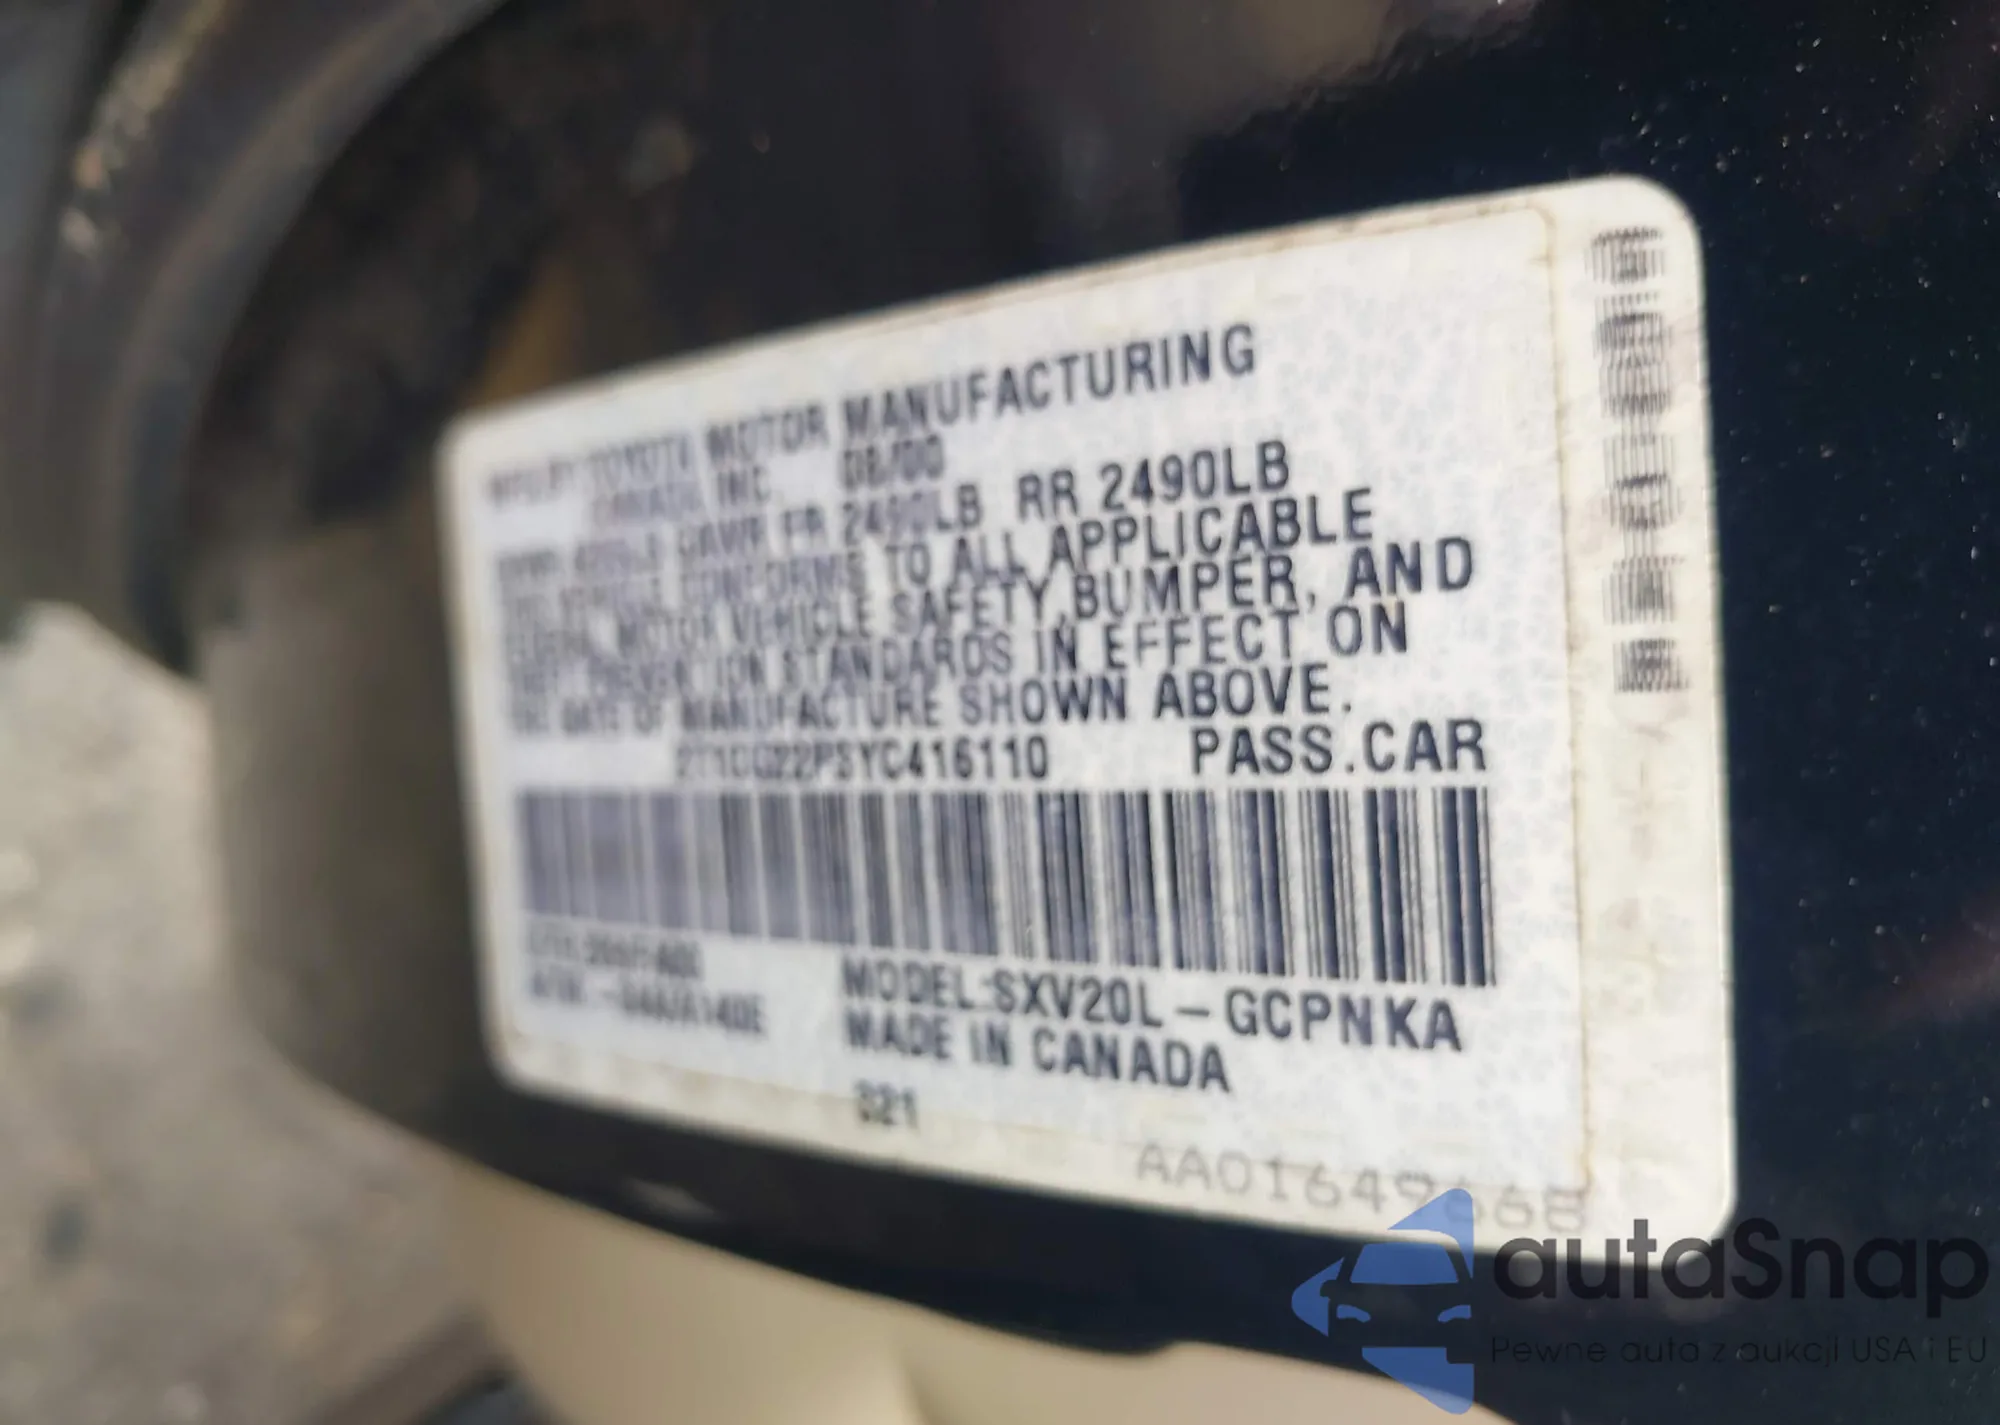 TOYOTA MOTOR MANUFACTURING
CANADA INC. 08/00
GAWR FR 2490LB RR 2490LB
CONFORMS TO ALL APPLICABLE
MOTOR VEHICLE SAFETY, BUMPER, AND
STANDARDS IN EFFECT ON
DATE OF MANUFACTURE SHOWN ABOVE.
PASS.CAR
MODEL:SXV20L-GCPNKA
MADE IN CANADA
321
AA01649668
autaSnap
Pewne auta z aukcji USA i EU